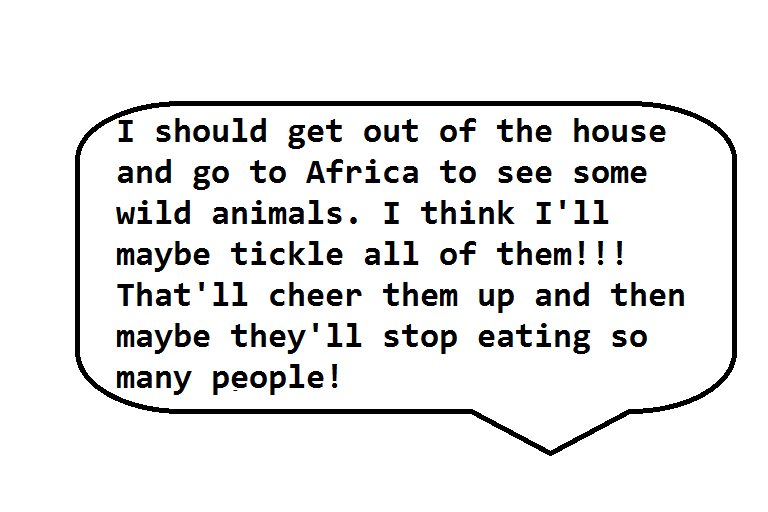 I should get out of the house
and go to Africa to see some
wild animals. I think I'll
maybe tickle all of them!!!
That'll cheer them up and then
maybe they'll stop eating so
many people!